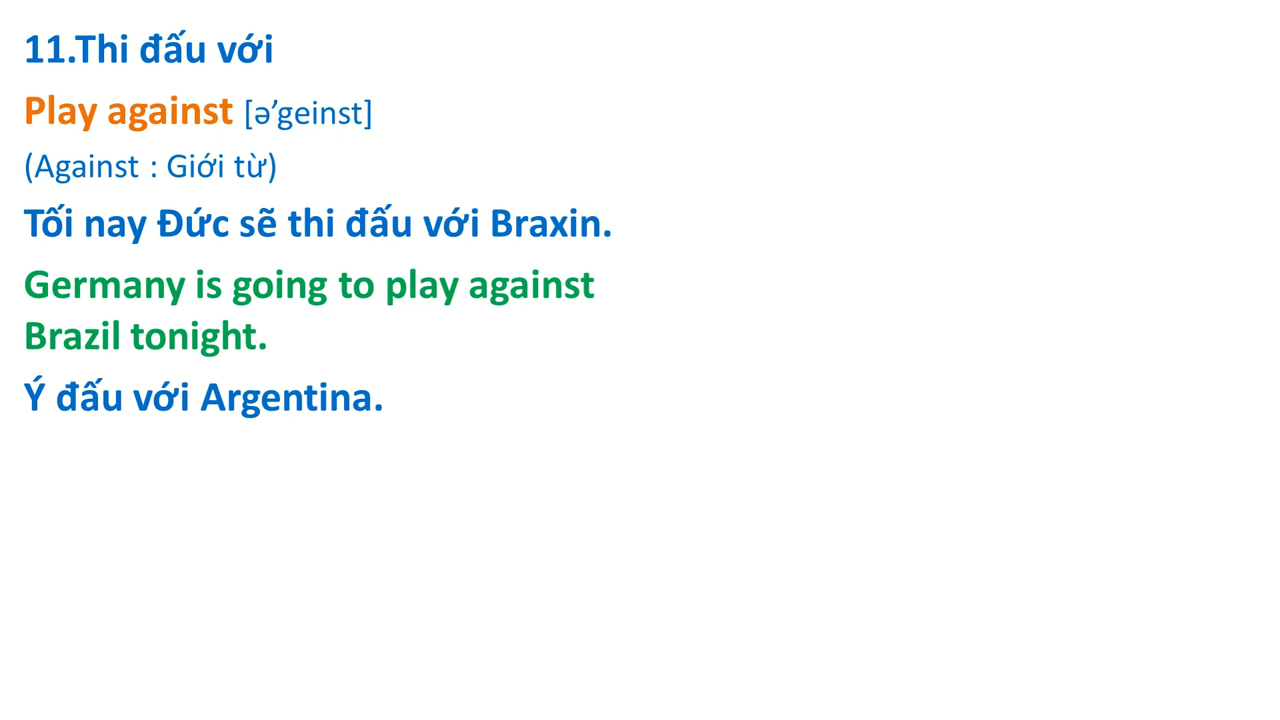 11.Thi đấu với
Play against [ə’geinst]
(Against : Giới từ)
Tối nay Đức sẽ thi đấu với Braxin.
Germany is going to play against
Brazil tonight.
Ý đấu với Argentina.